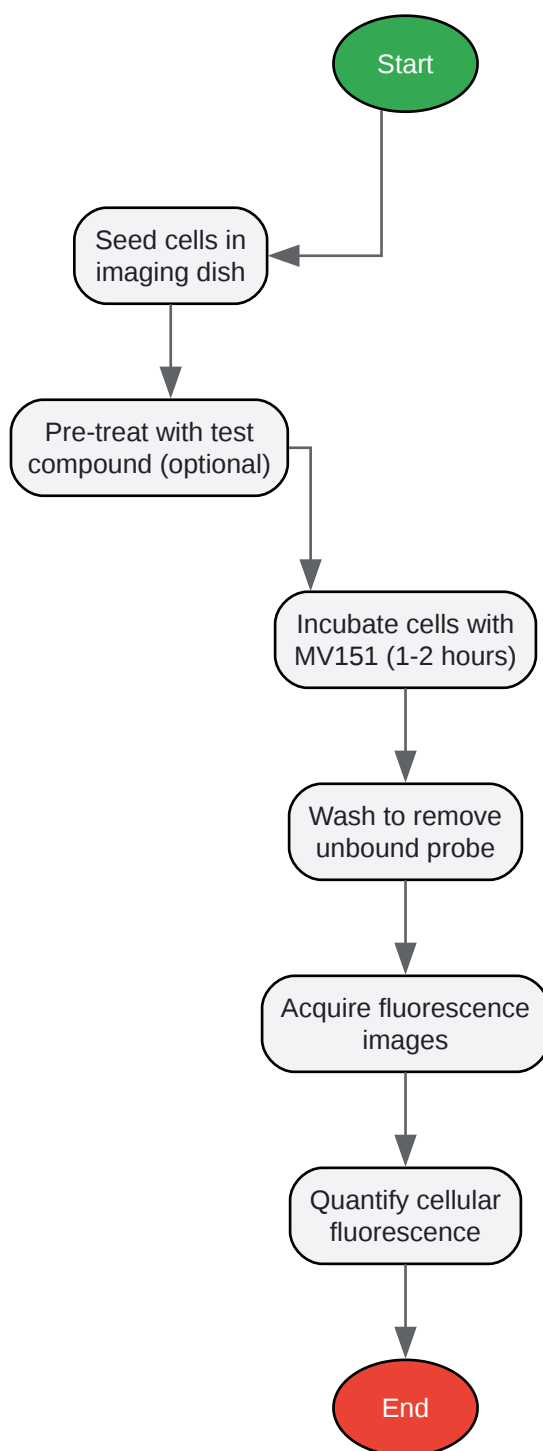 Start
Seed cells in
imaging dish
Pre-treat with test
compound (optional)
Incubate cells with
MV151 (1-2 hours)
Wash to remove
unbound probe
Acquire fluorescence
images
Quantify cellular
fluorescence
End